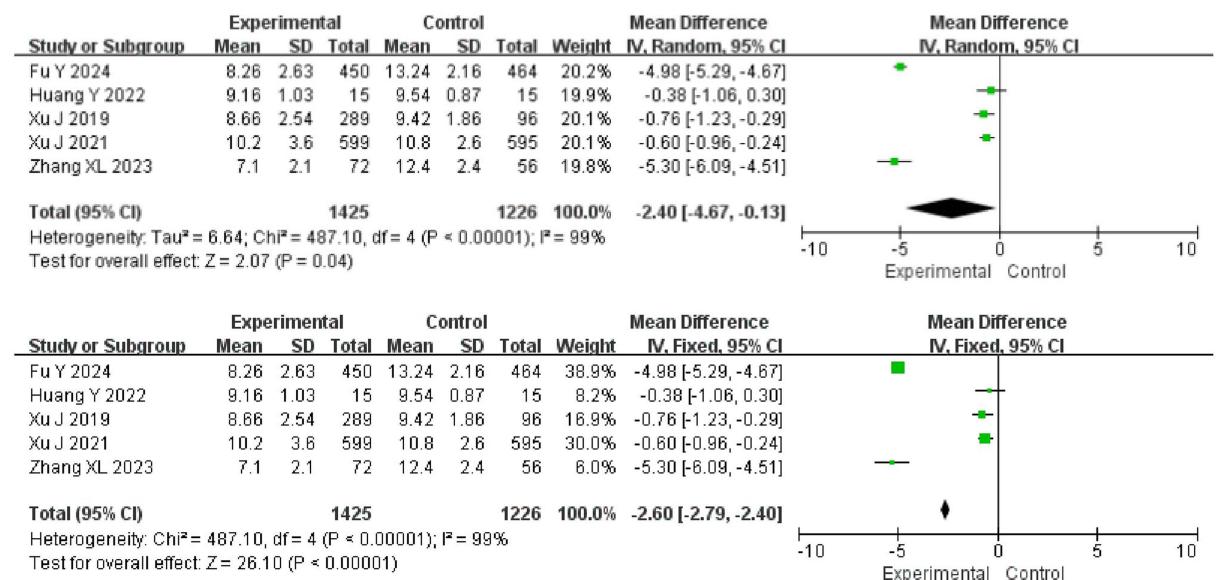 Experimental Control Mean Difference Mean Difference
Study or Subgroup Mean SD Total Mean SD Total Weight IV, Random, 95% CI IV, Random, 95% CI
Fu Y 2024 8.26 2.63 450 13.24 2.16 464 20.2% -4.98 [-5.29, -4.67]
Huang Y 2022 9.16 1.03 15 9.54 0.87 15 19.9% -0.38 [-1.06, 0.30]
Xu J 2019 8.66 2.54 289 9.42 1.86 96 20.1% -0.76 [-1.23, -0.29]
Xu J 2021 10.2 3.6 599 10.8 2.6 595 20.1% -0.60 [-0.96, -0.24]
Zhang XL 2023 7.1 2.1 72 12.4 2.4 56 19.8% -5.30 [-6.09, -4.51]
Total (95% CI) 1425 1226 100.0% -2.40 [-4.67, -0.13]
Heterogeneity: Tau² = 6.64; Chi² = 487.10, df = 4 (P < 0.00001); I² = 99%
Test for overall effect: Z = 2.07 (P = 0.04)
-10 -5 0 5 10
Experimental Control
Experimental Control Mean Difference Mean Difference
Study or Subgroup Mean SD Total Mean SD Total Weight IV, Fixed, 95% CI IV, Fixed, 95% CI
Fu Y 2024 8.26 2.63 450 13.24 2.16 464 38.9% -4.98 [-5.29, -4.67]
Huang Y 2022 9.16 1.03 15 9.54 0.87 15 8.2% -0.38 [-1.06, 0.30]
Xu J 2019 8.66 2.54 289 9.42 1.86 96 16.9% -0.76 [-1.23, -0.29]
Xu J 2021 10.2 3.6 599 10.8 2.6 595 30.0% -0.60 [-0.96, -0.24]
Zhang XL 2023 7.1 2.1 72 12.4 2.4 56 6.0% -5.30 [-6.09, -4.51]
Total (95% CI) 1425 1226 100.0% -2.60 [-2.79, -2.40]
Heterogeneity: Chi² = 487.10, df = 4 (P < 0.00001); I² = 99%
Test for overall effect: Z = 26.10 (P < 0.00001)
-10 -5 0 5 10
Experimental Control